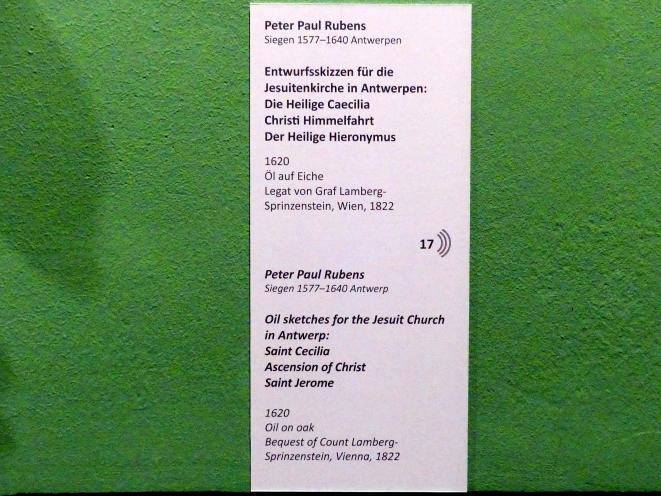 Peter Paul Rubens
Siegen 1577–1640 Antwerpen
Entwurfsskizzen für die
Jesuitenkirche in Antwerpen:
Die Heilige Caecilia
Christi Himmelfahrt
Der Heilige Hieronymus
1620
Öl auf Eiche
Legat von Graf Lamberg-
Sprinzenstein, Wien, 1822
17
Peter Paul Rubens
Siegen 1577–1640 Antwerp
Oil sketches for the Jesuit Church
in Antwerp:
Saint Cecilia
Ascension of Christ
Saint Jerome
1620
Oil on oak
Bequest of Count Lamberg-
Sprinzenstein, Vienna, 1822